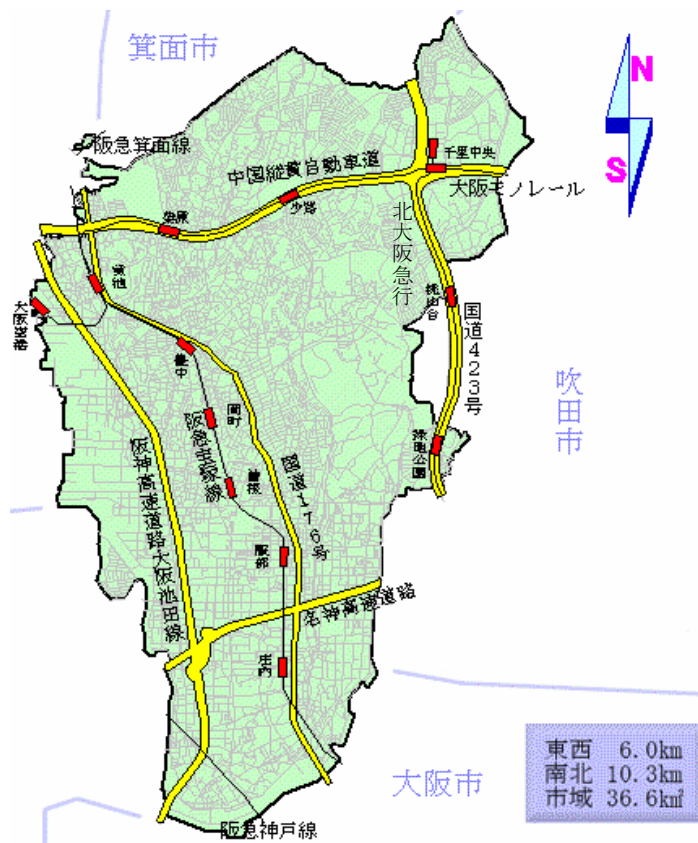 箕面市
N
S
阪急箕面線
中国縦貫自動車道
千里中央
大阪モノレール
少路
柴原
北大阪急行
蛍池
大阪空港
桃山台
国道423号
豊中
吹田市
岡町
阪急宝塚線
曽根
緑地公園
国道176号
阪神高速道路大阪池田線
服部
名神高速道路
庄内
東西 6.0km
南北 10.3km
市域 36.6km²
大阪市
阪急神戸線